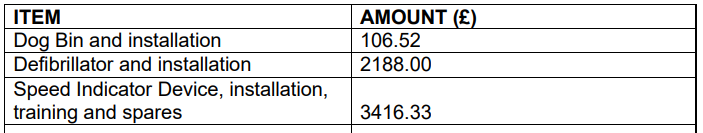 ITEM AMOUNT (£)
Dog Bin and installation 106.52
Defibrillator and installation 2188.00
Speed Indicator Device, installation,
training and spares 3416.33